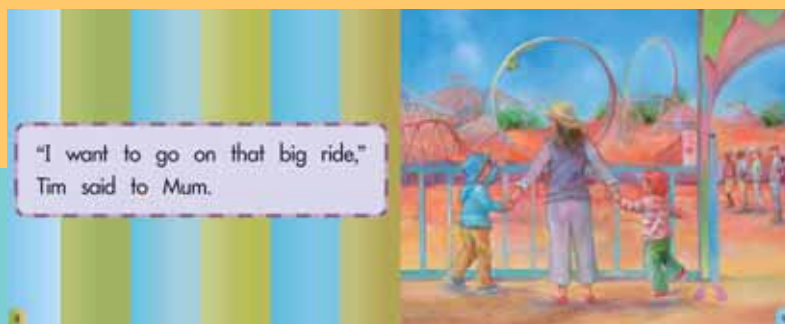 “I want to go on that big ride,”
Tim said to Mum.